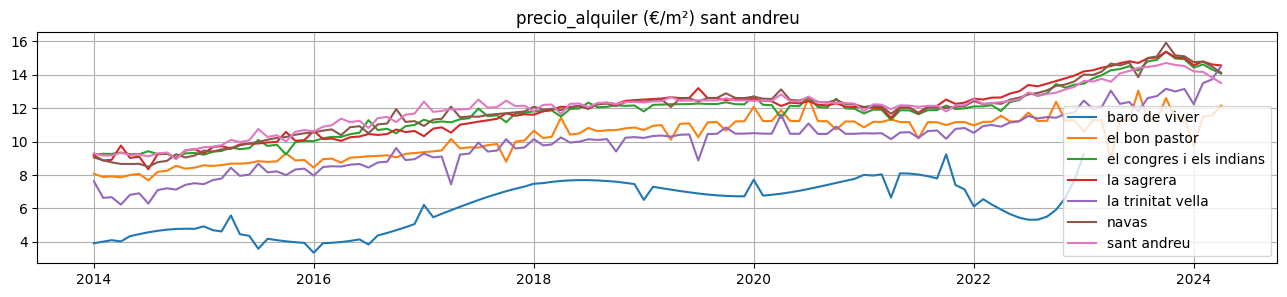 precio_alquiler (€/m²) sant andreu
16
14
12
10
8
6
4
baro de viver
el bon pastor
el congres i els indians
la sagrera
la trinitat vella
navas
sant andreu
2014
2016
2018
2020
2022
2024